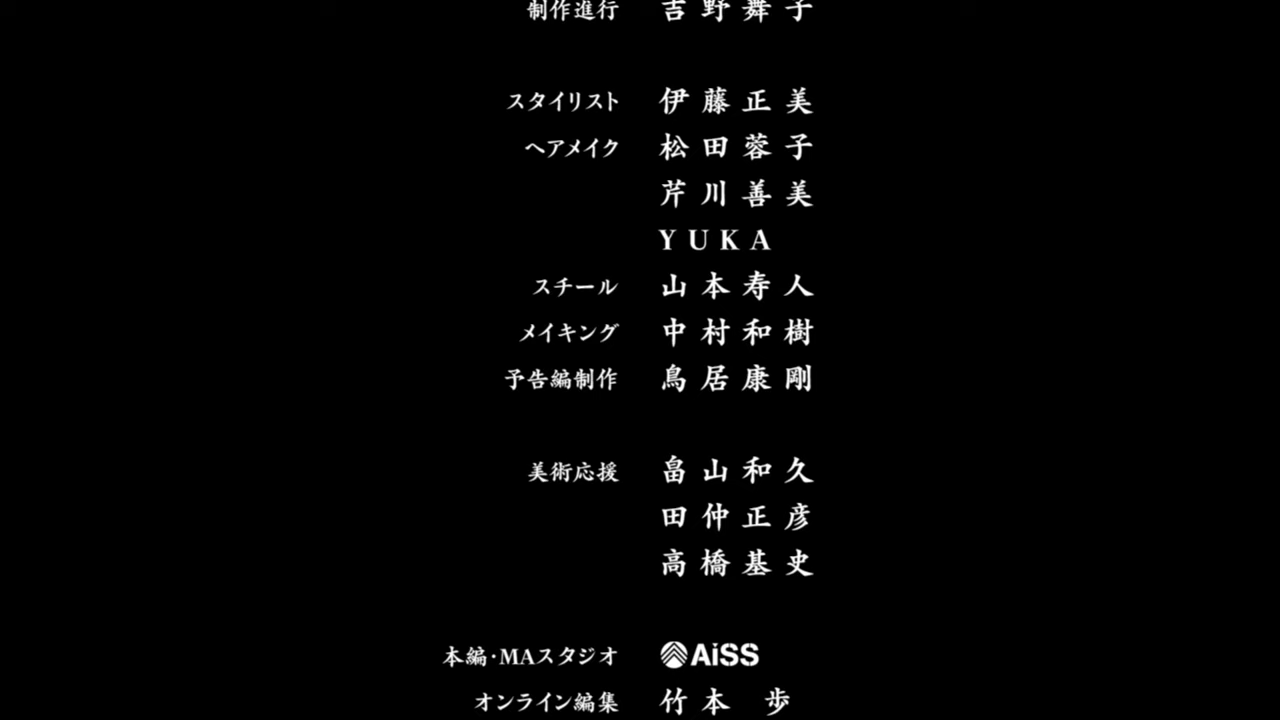 制作進行 吉野舞子
スタイリスト 伊藤正美
ヘアメイク 松田蓉子
芹川善美
YUKA
スチール 山本寿人
メイキング 中村和樹
予告編制作 鳥居康剛
美術応援 畠山和久
田仲正彦
高橋基史
本編・MAスタジオ AiSS
オンライン編集 竹本 歩